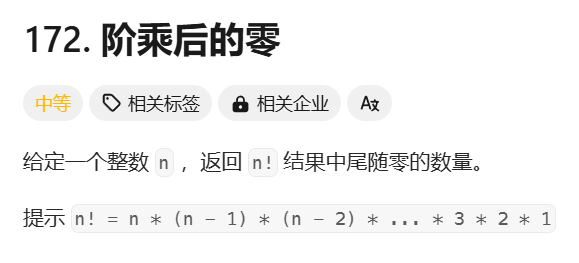 172. 阶乘后的零
中等 相关标签 相关企业 A文
给定一个整数 n ，返回 n! 结果中尾随零的数量。
提示 n! = n * (n - 1) * (n - 2) * ... * 3 * 2 * 1